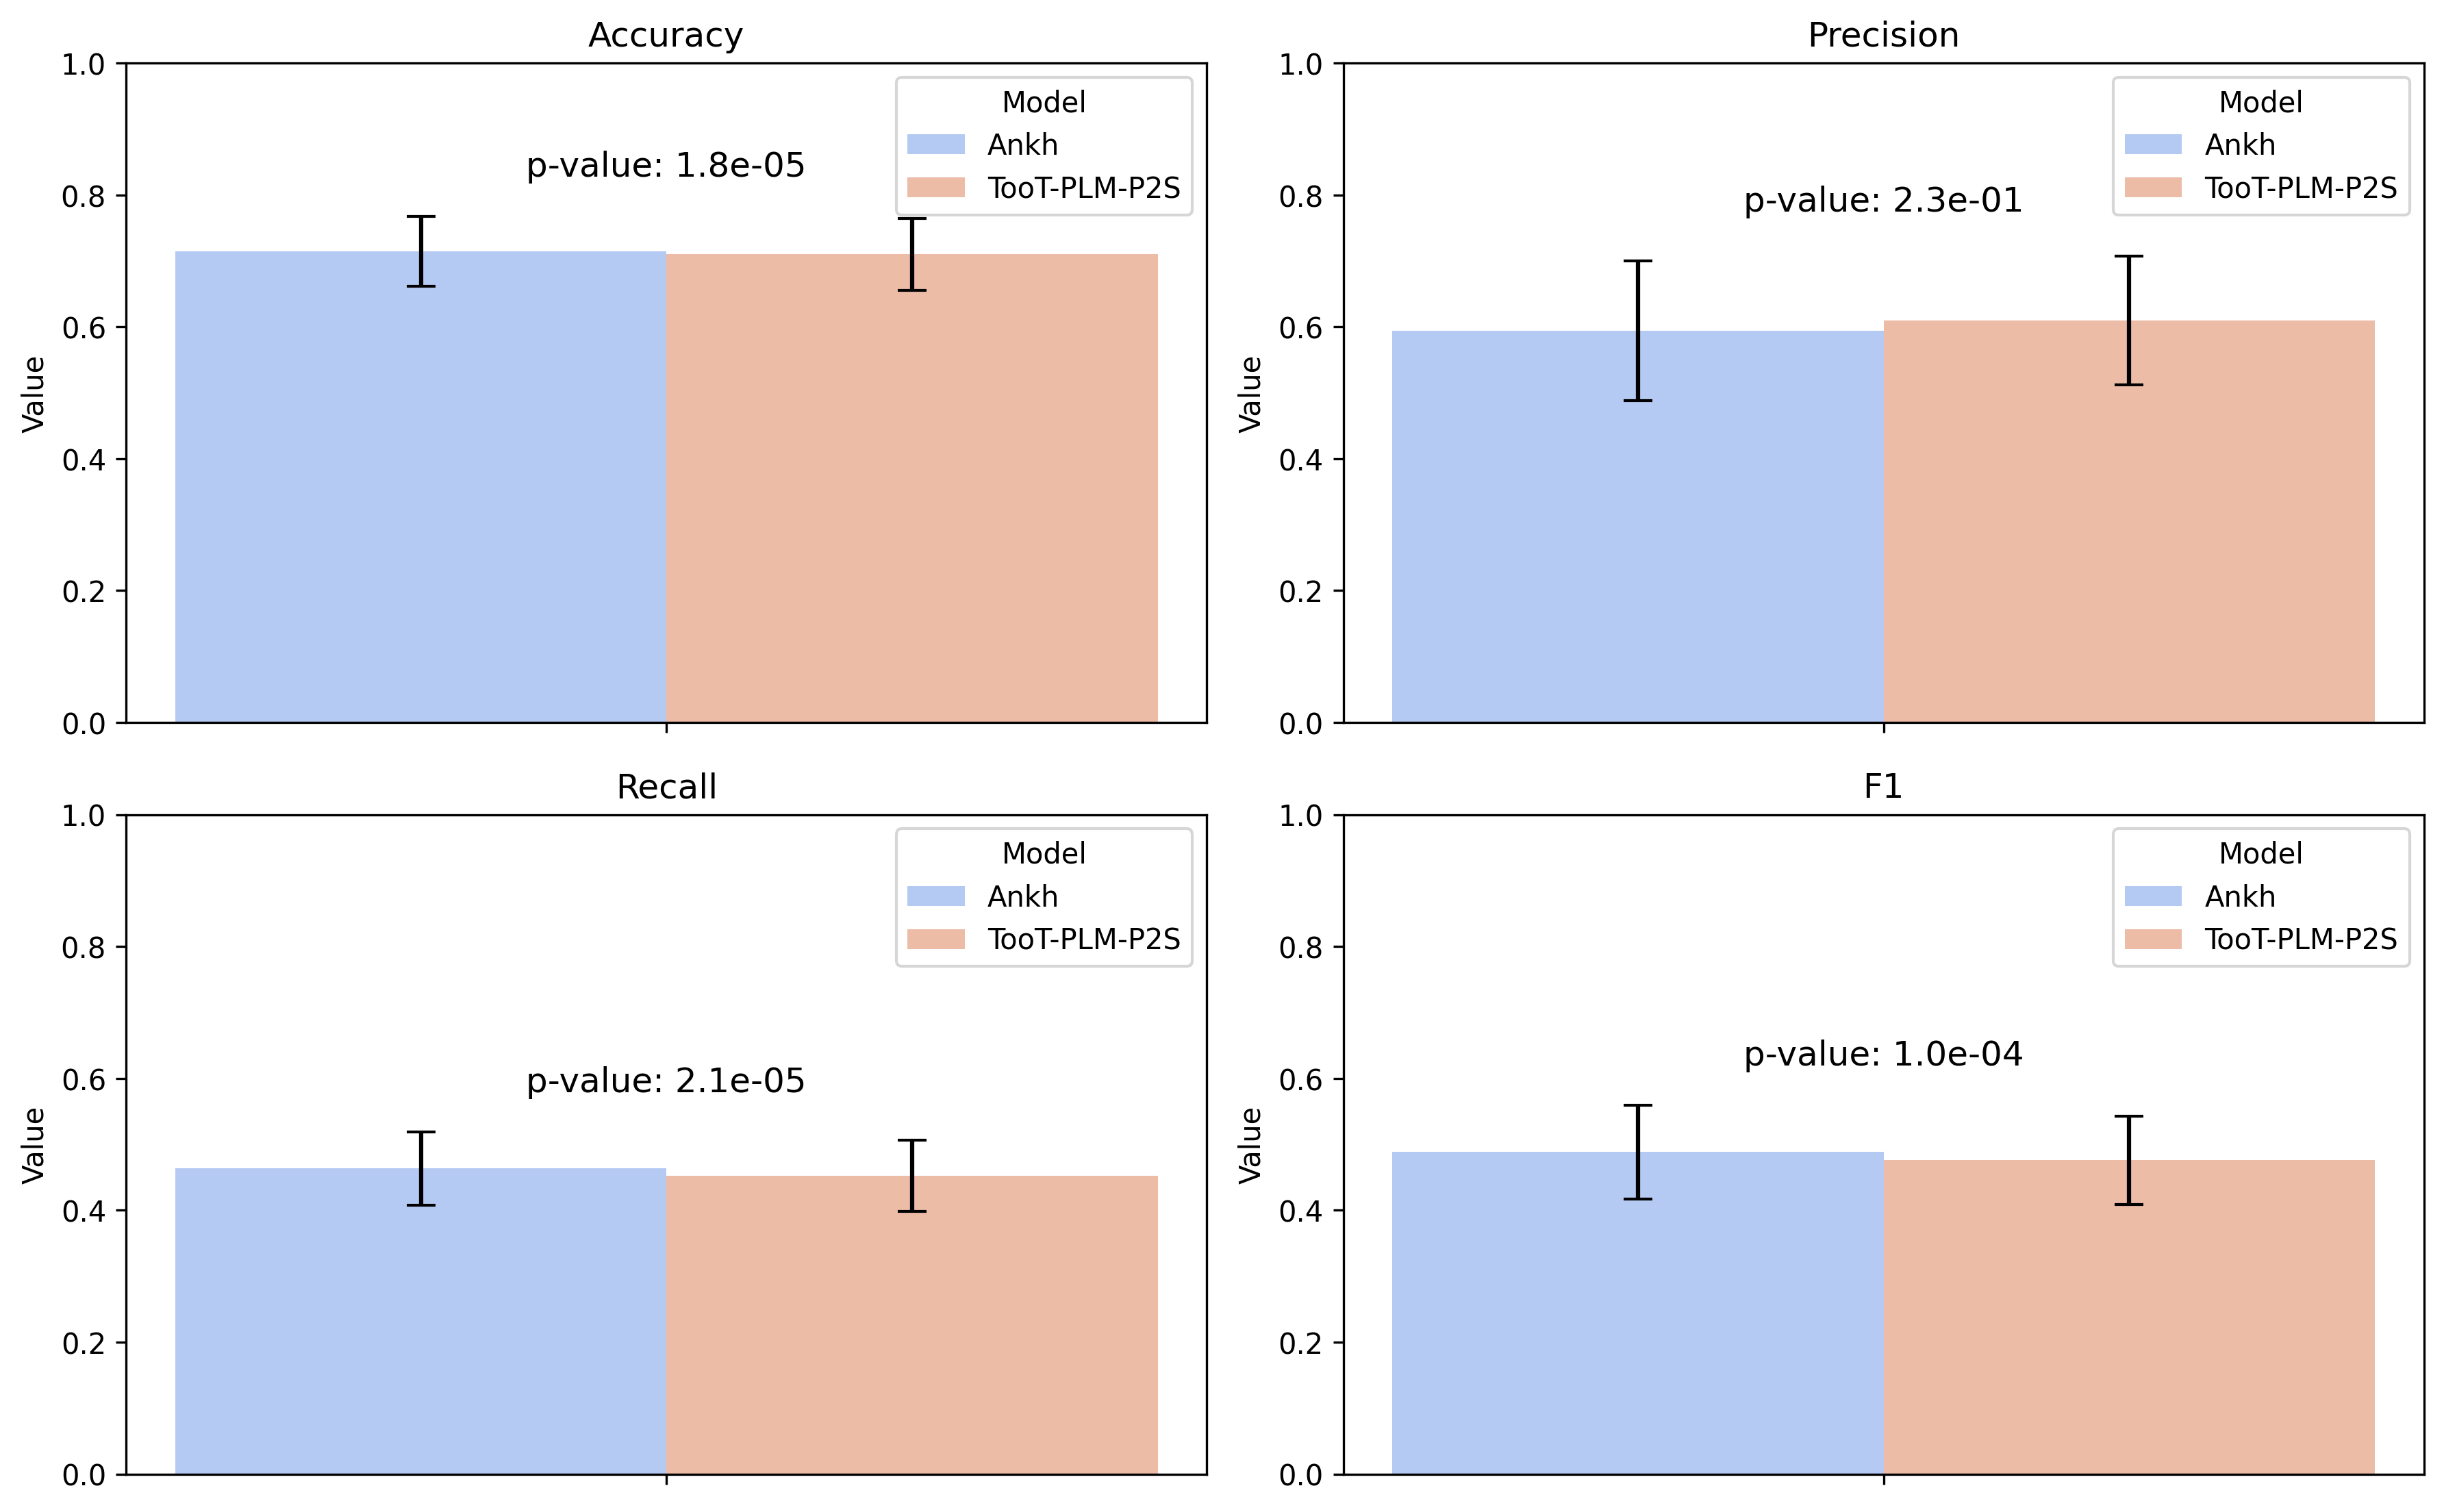 Accuracy
1.0
0.8
0.6
0.4
0.2
0.0
Value
p-value: 1.8e-05
Model
Ankh
TooT-PLM-P2S
Precision
1.0
0.8
0.6
0.4
0.2
0.0
Value
p-value: 2.3e-01
Model
Ankh
TooT-PLM-P2S
Recall
1.0
0.8
0.6
0.4
0.2
0.0
Value
p-value: 2.1e-05
Model
Ankh
TooT-PLM-P2S
F1
1.0
0.8
0.6
0.4
0.2
0.0
Value
p-value: 1.0e-04
Model
Ankh
TooT-PLM-P2S